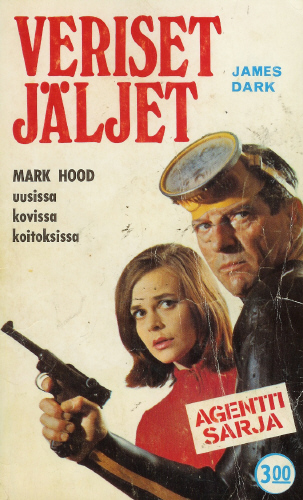 VERISET
JÄLJET
JAMES
DARK
MARK HOOD
uusissa
kovissa
koitoksissa
AGENTTI
SARJA
3.00